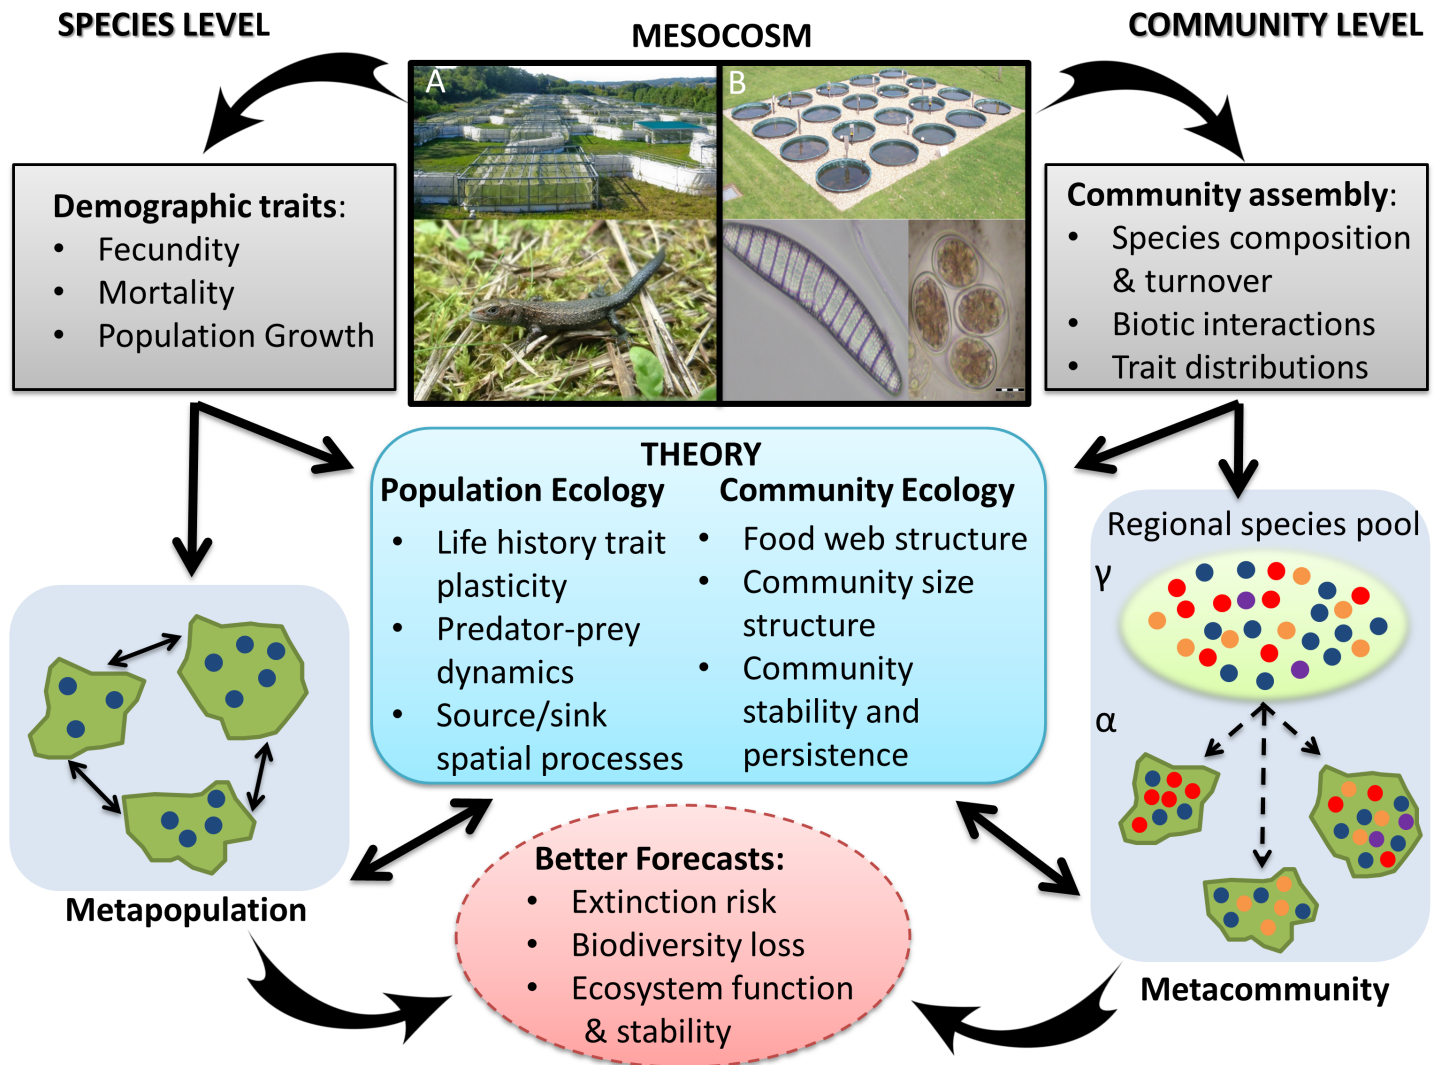 SPECIES LEVEL
MESOCOSM
COMMUNITY LEVEL
A
B
Demographic traits:
• Fecundity
• Mortality
• Population Growth
Community assembly:
• Species composition
& turnover
• Biotic interactions
• Trait distributions
THEORY
Population Ecology
• Life history trait
plasticity
• Predator-prey
dynamics
• Source/sink
spatial processes
Community Ecology
• Food web structure
• Community size
structure
• Community
stability and
persistence
Regional species pool
γ
α
Metapopulation
Better Forecasts:
• Extinction risk
• Biodiversity loss
• Ecosystem function
& stability
Metacommunity